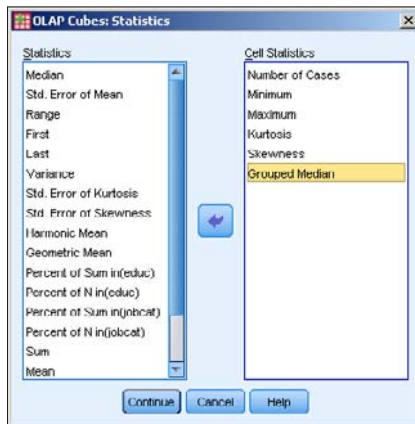 OLAP Cubes: Statistics
Statistics
Median
Std. Error of Mean
Range
First
Last
Variance
Std. Error of Kurtosis
Std. Error of Skewness
Harmonic Mean
Geometric Mean
Percent of Sum in(educ)
Percent of N in(educ)
Percent of Sum in(jobcat)
Percent of N in(jobcat)
Sum
Mean
Cell Statistics
Number of Cases
Minimum
Maximum
Kurtosis
Skewness
Grouped Median
Continue Cancel Help